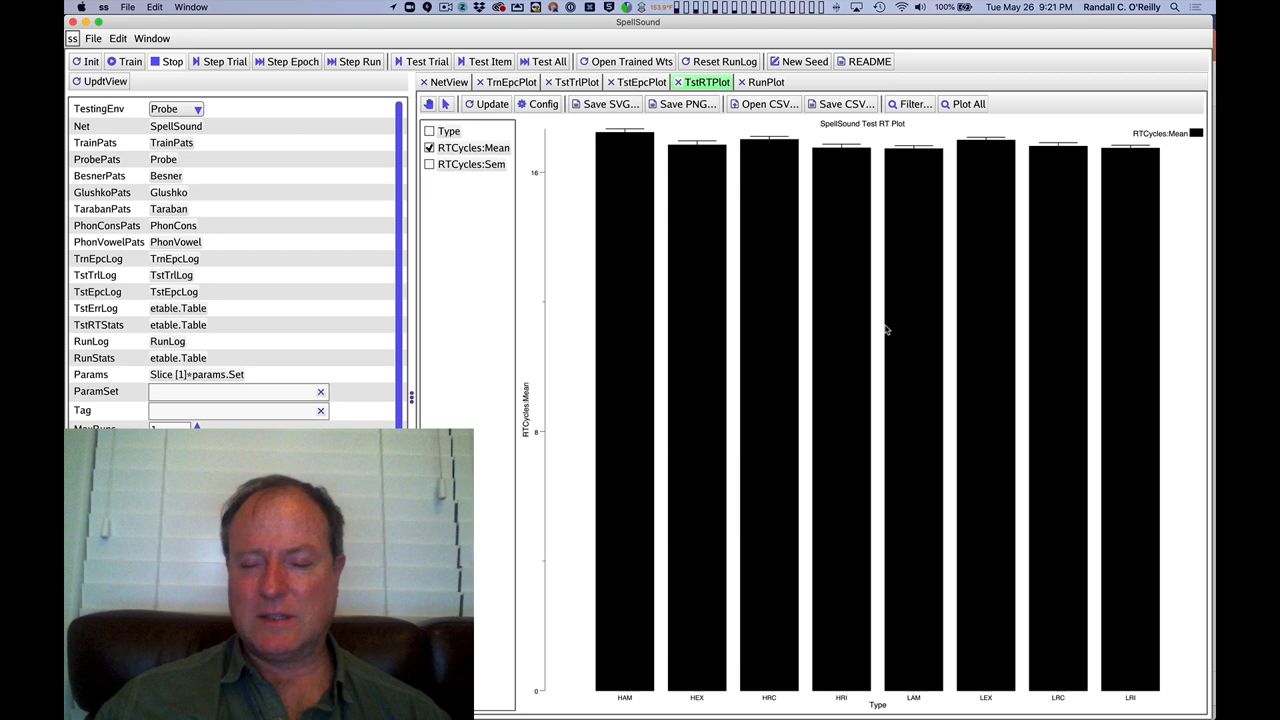 ss File Edit Window 153.9°F 100% Tue May 26 9:21 PM Randall C. O'Reilly
SpellSound
ss File Edit Window
Init Train Stop Step Trial Step Epoch Step Run Test Trial Test Item Test All Open Trained Wts Reset RunLog New Seed README
UpdtView
NetView TrnEpcPlot TstTrlPlot TstEpcPlot TstRTPlot RunPlot
Update Config Save SVG... Save PNG... Open CSV... Save CSV... Filter... Plot All
TestingEnv Probe
Net SpellSound
TrainPats TrainPats
ProbePats Probe
BesnerPats Besner
GlushkoPats Glushko
TarabanPats Taraban
PhonConsPats PhonCons
PhonVowelPats PhonVowel
TrnEpcLog TrnEpcLog
TstTrlLog TstTrlLog
TstEpcLog TstEpcLog
TstErrLog etable.Table
TstRTStats etable.Table
RunLog RunLog
RunStats etable.Table
Params Slice [1]*params.Set
ParamSet
Tag
MaxRuns 1
Type
RTCycles:Mean
RTCycles:Sem
SpellSound Test RT Plot
RTCycles:Mean
16
8
0
RTCycles:Mean
HAM HEX HRC HRI LAM LEX LRC LRI
Type